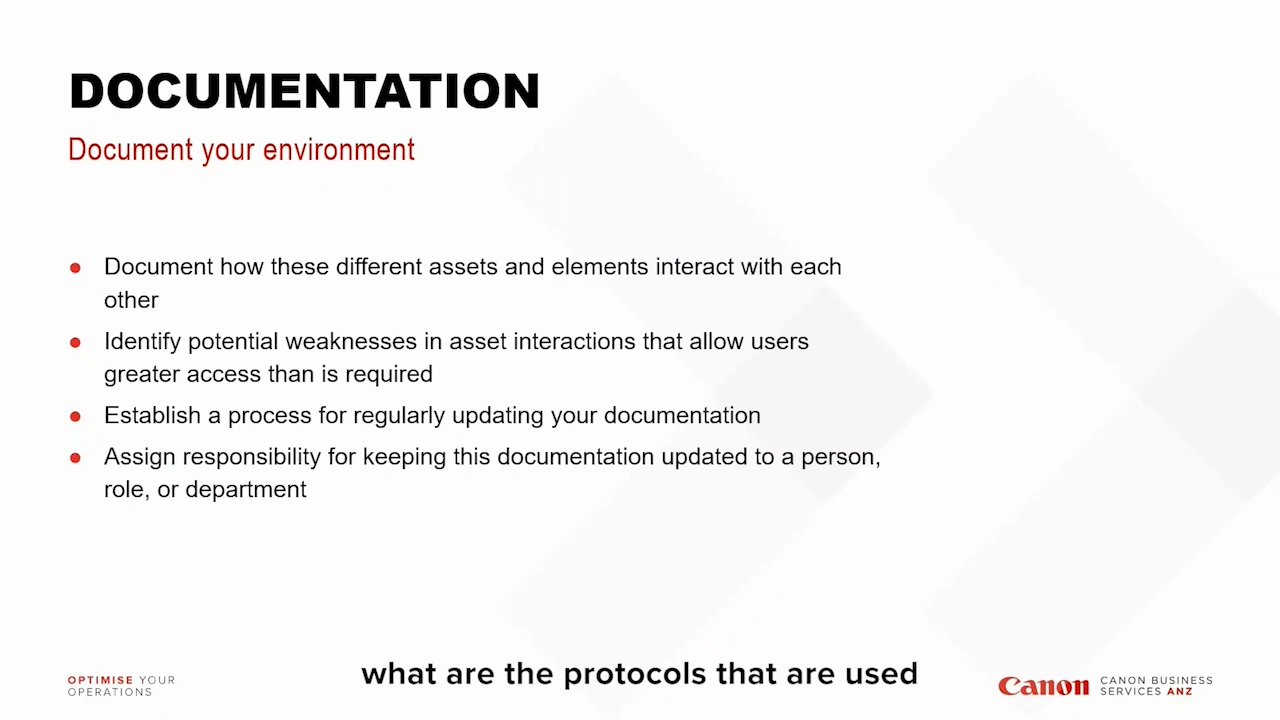 DOCUMENTATION
Document your environment
● Document how these different assets and elements interact with each
other
● Identify potential weaknesses in asset interactions that allow users
greater access than is required
● Establish a process for regularly updating your documentation
● Assign responsibility for keeping this documentation updated to a person,
role, or department
what are the protocols that are used
OPTIMISE YOUR
OPERATIONS
Canon
CANON BUSINESS
SERVICES ANZ